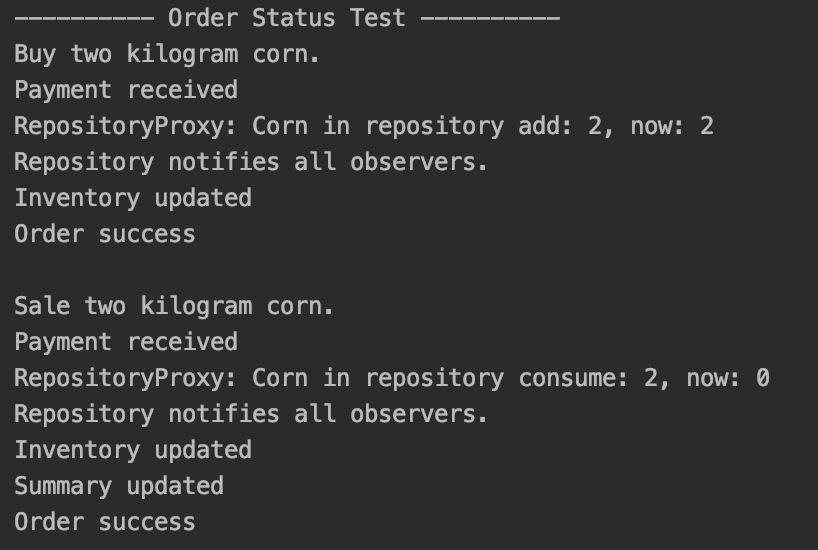 ---------- Order Status Test ----------
Buy two kilogram corn.
Payment received
RepositoryProxy: Corn in repository add: 2, now: 2
Repository notifies all observers.
Inventory updated
Order success
Sale two kilogram corn.
Payment received
RepositoryProxy: Corn in repository consume: 2, now: 0
Repository notifies all observers.
Inventory updated
Summary updated
Order success